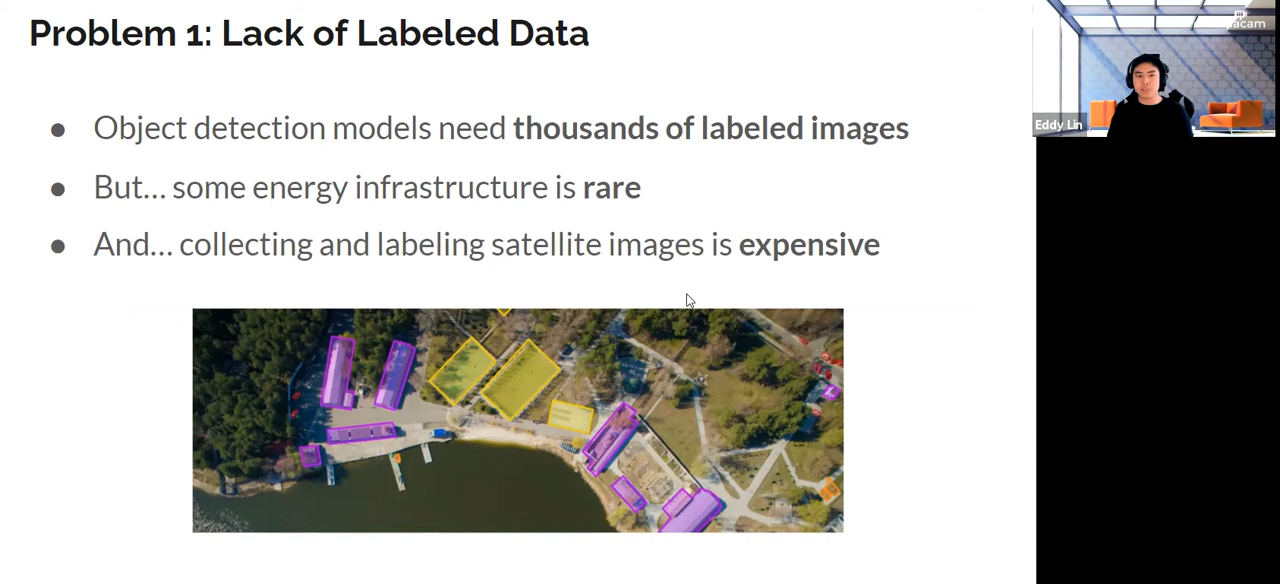 Problem 1: Lack of Labeled Data
● Object detection models need thousands of labeled images
● But... some energy infrastructure is rare
● And... collecting and labeling satellite images is expensive
acam
Eddy Lin